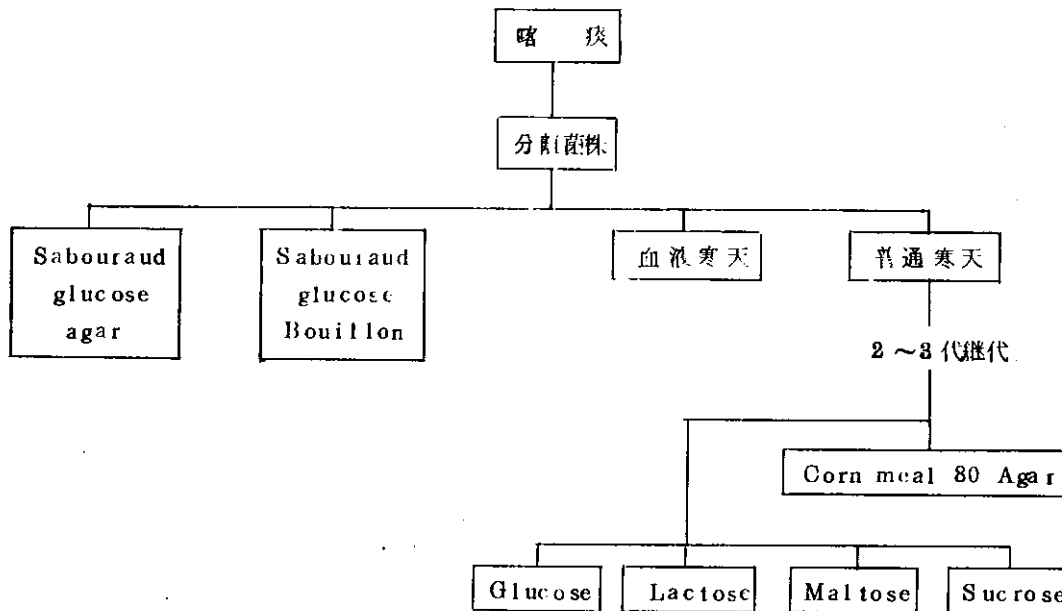 喀痰
分離菌株
Sabouraud
glucose
agar
Sabouraud
glucose
Bouillon
血液寒天
普通寒天
2～3代継代
Corn meal 80 Agar
Glucose
Lactose
Maltose
Sucrose